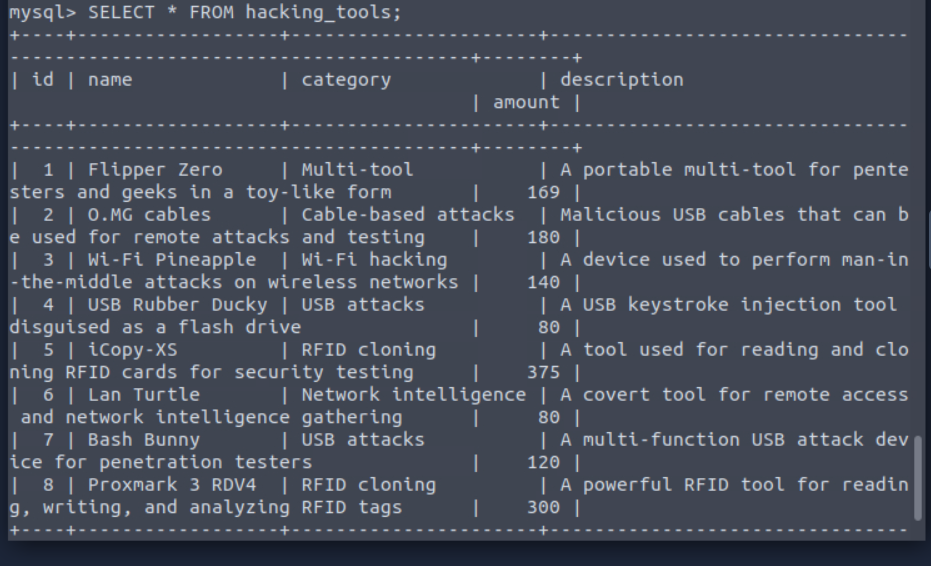 mysql> SELECT * FROM hacking_tools;
+----+-----------------+----------------------+--------------------------------
-----------------------------------------+--------+
| id | name            | category             | description
                                         | amount |
+----+-----------------+----------------------+--------------------------------
-----------------------------------------+--------+
|  1 | Flipper Zero    | Multi-tool           | A portable multi-tool for pente
sters and geeks in a toy-like form       |    169 |
|  2 | O.MG cables     | Cable-based attacks  | Malicious USB cables that can b
e used for remote attacks and testing    |    180 |
|  3 | Wi-Fi Pineapple | Wi-Fi hacking        | A device used to perform man-in
-the-middle attacks on wireless networks |    140 |
|  4 | USB Rubber Ducky | USB attacks          | A USB keystroke injection tool
disguised as a flash drive               |     80 |
|  5 | iCopy-XS        | RFID cloning         | A tool used for reading and clo
ning RFID cards for security testing     |    375 |
|  6 | Lan Turtle      | Network intelligence | A covert tool for remote access
 and network intelligence gathering      |     80 |
|  7 | Bash Bunny      | USB attacks          | A multi-function USB attack dev
ice for penetration testers              |    120 |
|  8 | Proxmark 3 RDV4 | RFID cloning         | A powerful RFID tool for readin
g, writing, and analyzing RFID tags      |    300 |
+----+-----------------+----------------------+--------------------------------